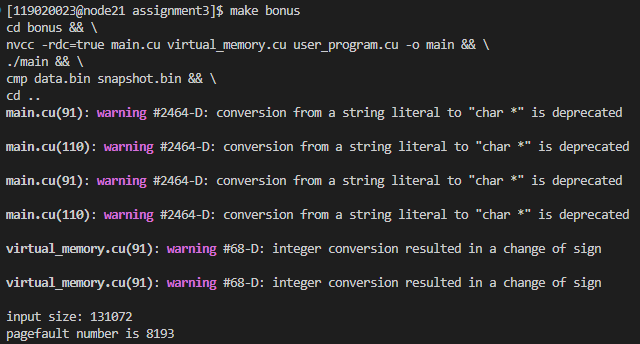 [119020023@node21 assignment3]$ make bonus
cd bonus && \
nvcc -rdc=true main.cu virtual_memory.cu user_program.cu -o main && \
./main && \
cmp data.bin snapshot.bin && \
cd ..
main.cu(91): warning #2464-D: conversion from a string literal to "char *" is deprecated
main.cu(110): warning #2464-D: conversion from a string literal to "char *" is deprecated
main.cu(91): warning #2464-D: conversion from a string literal to "char *" is deprecated
main.cu(110): warning #2464-D: conversion from a string literal to "char *" is deprecated
virtual_memory.cu(91): warning #68-D: integer conversion resulted in a change of sign
virtual_memory.cu(91): warning #68-D: integer conversion resulted in a change of sign
input size: 131072
pagefault number is 8193